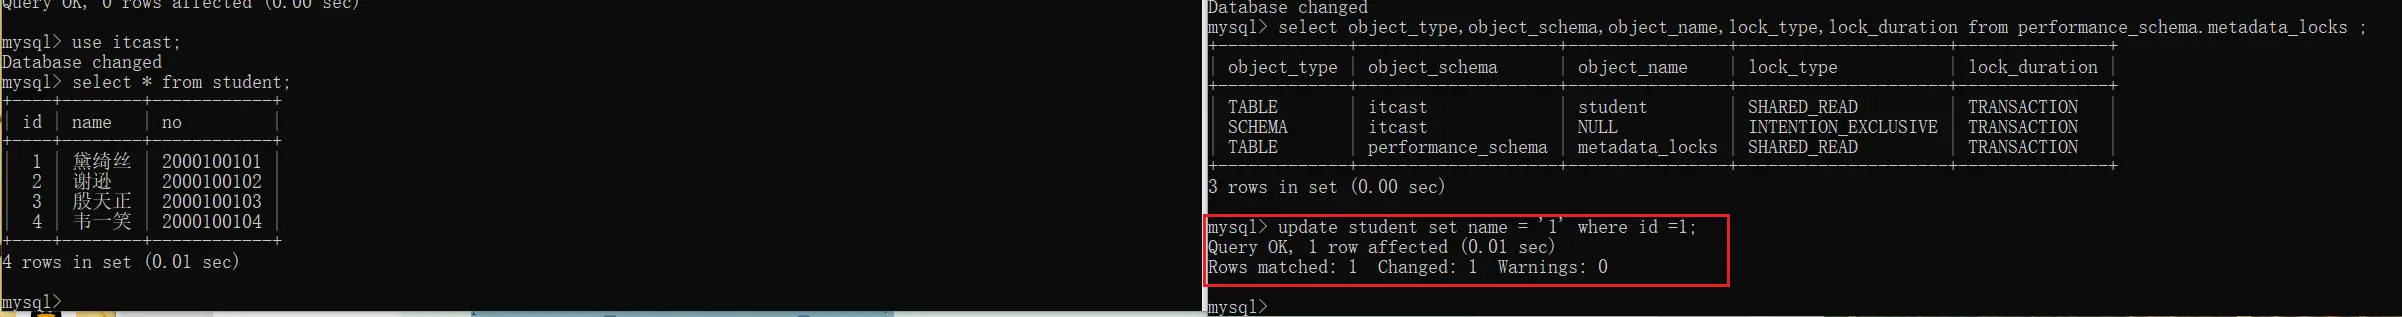 Query OK, 0 rows affected (0.00 sec)
mysql> use itcast;
Database changed
mysql> select * from student;
+----+--------+------------+
| id | name | no |
+----+--------+------------+
| 1 | 黛绮丝 | 2000100101 |
| 2 | 谢逊 | 2000100102 |
| 3 | 殷天正 | 2000100103 |
| 4 | 韦一笑 | 2000100104 |
+----+--------+------------+
4 rows in set (0.01 sec)
mysql>
Database changed
mysql> select object_type,object_schema,object_name,lock_type,lock_duration from performance_schema.metadata_locks ;
+-------------+--------------------+----------------+---------------------+---------------+
| object_type | object_schema | object_name | lock_type | lock_duration |
+-------------+--------------------+----------------+---------------------+---------------+
| TABLE | itcast | student | SHARED_READ | TRANSACTION |
| SCHEMA | itcast | NULL | INTENTION_EXCLUSIVE | TRANSACTION |
| TABLE | performance_schema | metadata_locks | SHARED_READ | TRANSACTION |
+-------------+--------------------+----------------+---------------------+---------------+
3 rows in set (0.00 sec)
mysql> update student set name = '1' where id =1;
Query OK, 1 row affected (0.01 sec)
Rows matched: 1  Changed: 1  Warnings: 0
mysql>